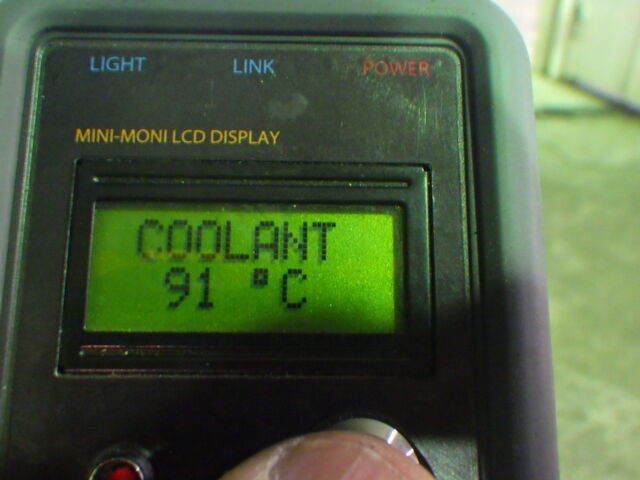 LIGHT LINK POWER
MINI-MONI LCD DISPLAY
COOLANT
91 °C